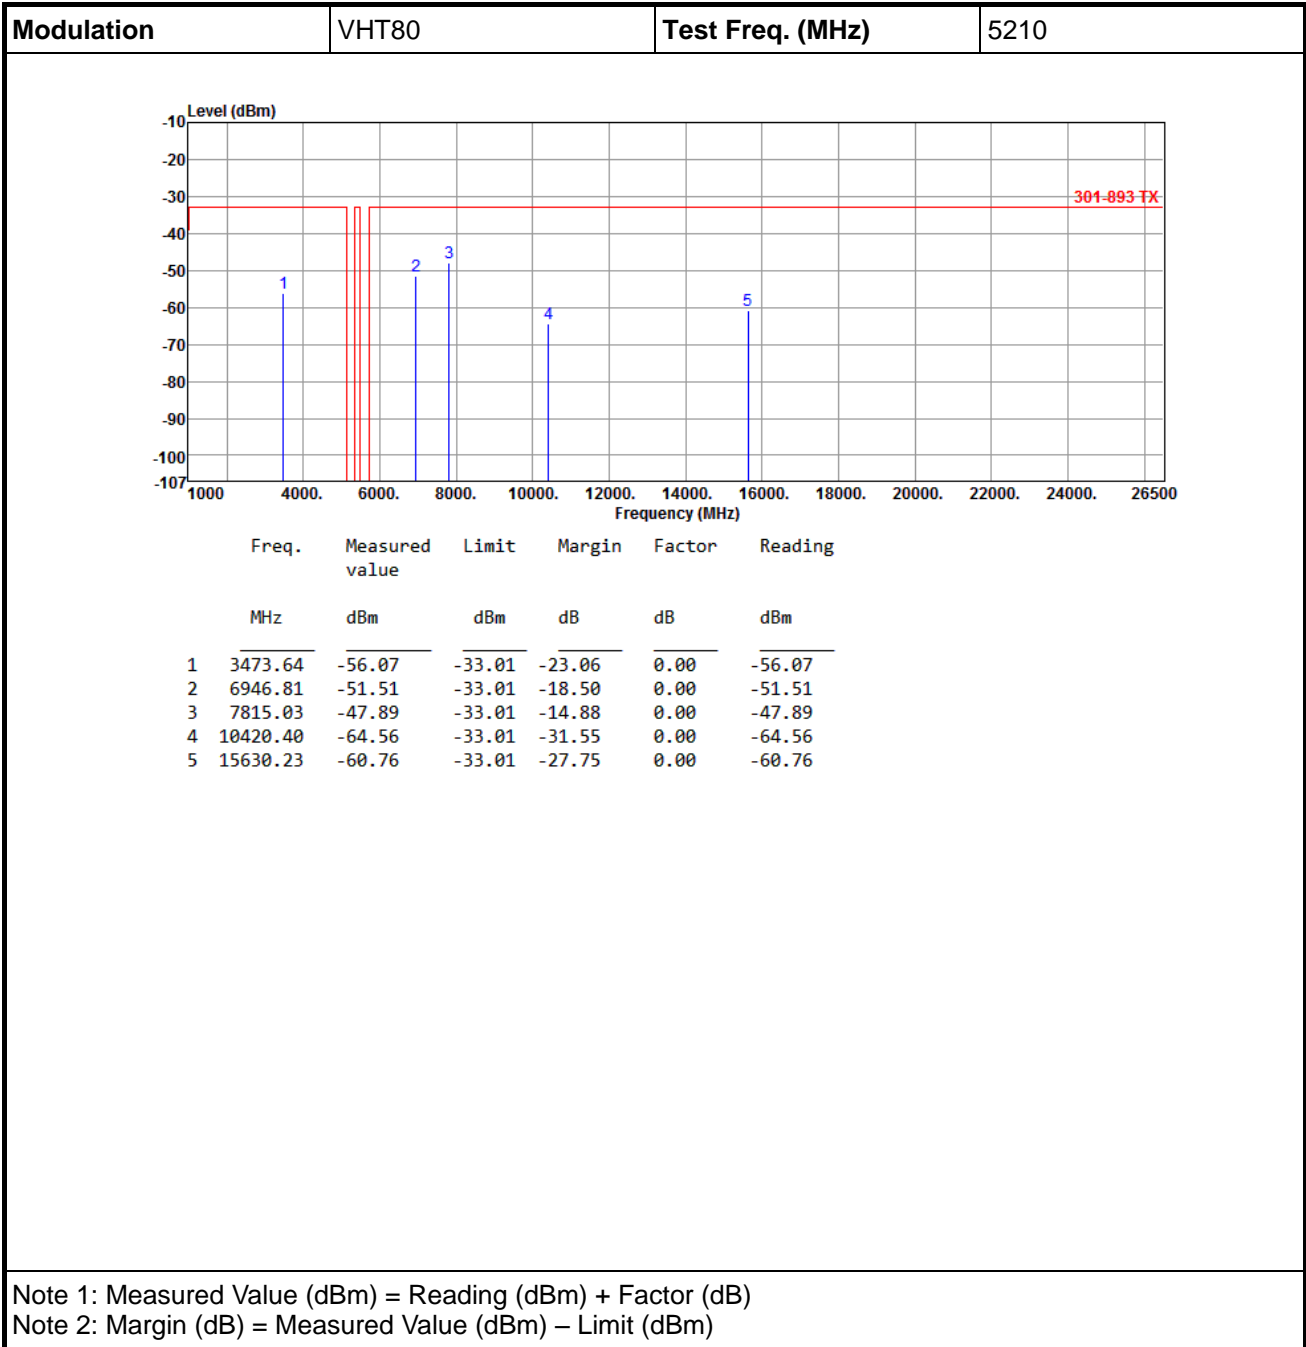 Modulation VHT80 Test Freq. (MHz) 5210
Level (dBm)
-10
-20
-30
301-893 TX
-40
3
2
-50
1
5
-60
4
-70
-80
-90
-100
-107
1000 4000. 6000. 8000. 10000. 12000. 14000. 16000. 18000. 20000. 22000. 24000. 26500
Frequency (MHz)
Freq. Measured Limit Margin Factor Reading
value
MHz dBm dBm dB dB dBm
1 3473.64 -56.07 -33.01 -23.06 0.00 -56.07
2 6946.81 -51.51 -33.01 -18.50 0.00 -51.51
3 7815.03 -47.89 -33.01 -14.88 0.00 -47.89
4 10420.40 -64.56 -33.01 -31.55 0.00 -64.56
5 15630.23 -60.76 -33.01 -27.75 0.00 -60.76
Note 1: Measured Value (dBm) = Reading (dBm) + Factor (dB)
Note 2: Margin (dB) = Measured Value (dBm) – Limit (dBm)